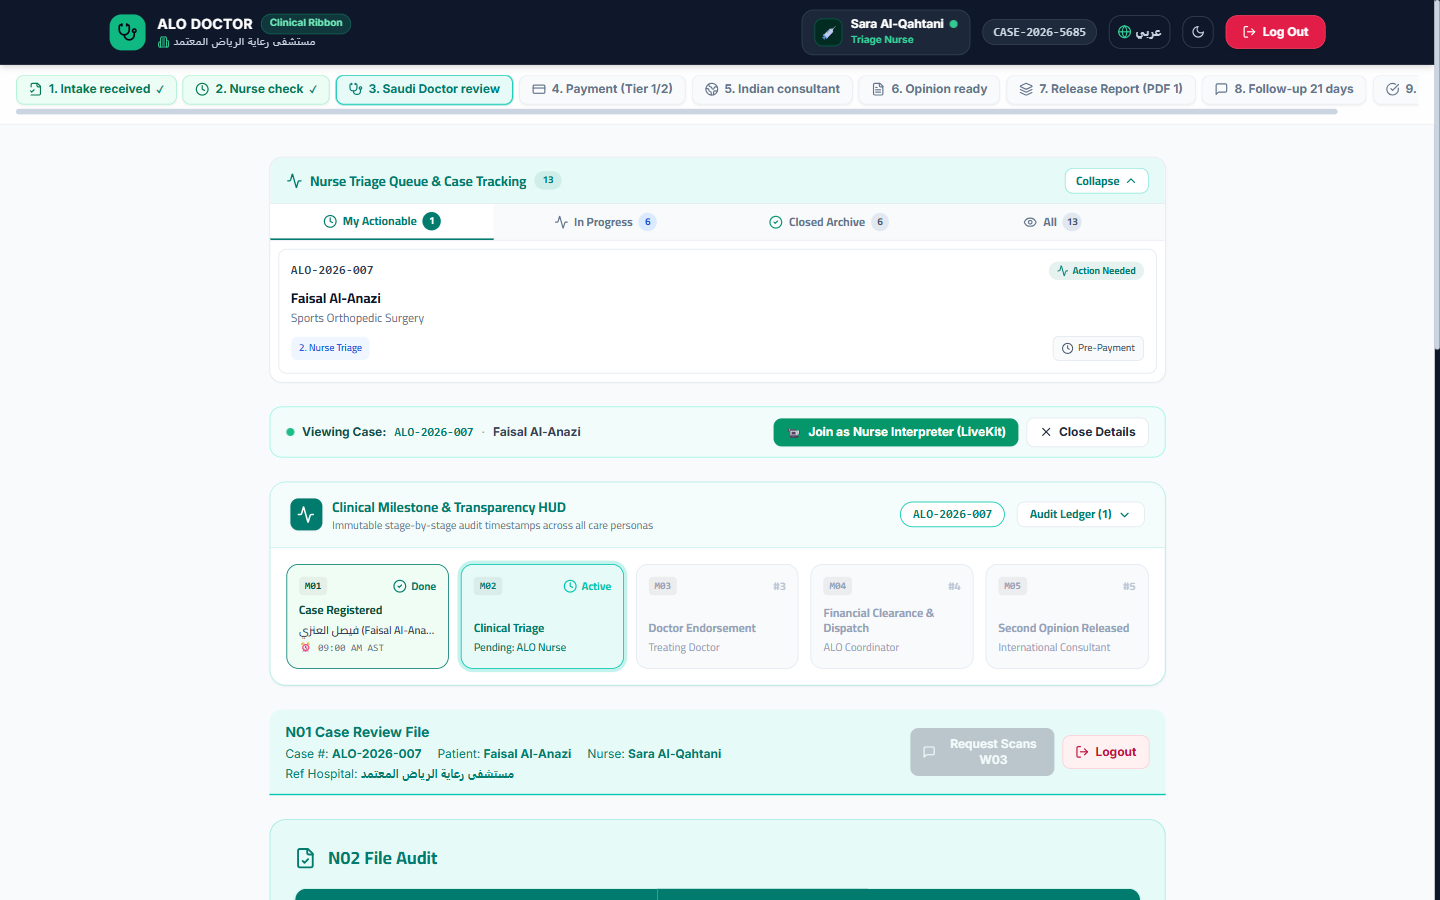 ALO DOCTOR Clinical Ribbon
مستشفى رعاية الرياض المعتمد
Sara Al-Qahtani
Triage Nurse
CASE-2026-5685
عربي
Log Out
1. Intake received ✓
2. Nurse check ✓
3. Saudi Doctor review
4. Payment (Tier 1/2)
5. Indian consultant
6. Opinion ready
7. Release Report (PDF 1)
8. Follow-up 21 days
9.
Nurse Triage Queue & Case Tracking 13
Collapse
My Actionable 1
In Progress 6
Closed Archive 6
All 13
ALO-2026-007
Action Needed
Faisal Al-Anazi
Sports Orthopedic Surgery
2. Nurse Triage
Pre-Payment
Viewing Case: ALO-2026-007 · Faisal Al-Anazi
Join as Nurse Interpreter (LiveKit)
Close Details
Clinical Milestone & Transparency HUD
Immutable stage-by-stage audit timestamps across all care personas
ALO-2026-007
Audit Ledger (1)
M01 Done
Case Registered
فيصل العنزي (Faisal Al-Ana...
09:00 AM AST
M02 Active
Clinical Triage
Pending: ALO Nurse
M03 #3
Doctor Endorsement
Treating Doctor
M04 #4
Financial Clearance &
Dispatch
ALO Coordinator
M05 #5
Second Opinion Released
International Consultant
N01 Case Review File
Case #: ALO-2026-007 Patient: Faisal Al-Anazi Nurse: Sara Al-Qahtani
Ref Hospital: مستشفى رعاية الرياض المعتمد
Request Scans
W03
Logout
N02 File Audit